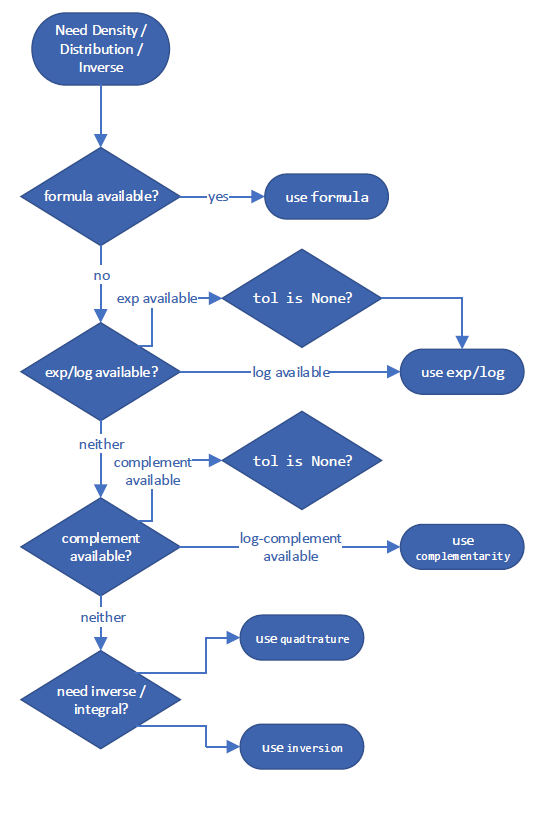 Need Density /
Distribution /
Inverse
formula available?
yes
use formula
no
exp available
tol is None?
exp/log available?
log available
use exp/log
neither
complement
available
tol is None?
complement
available?
log-complement
available
use
complementarity
neither
use quadtrature
need inverse /
integral?
use inversion